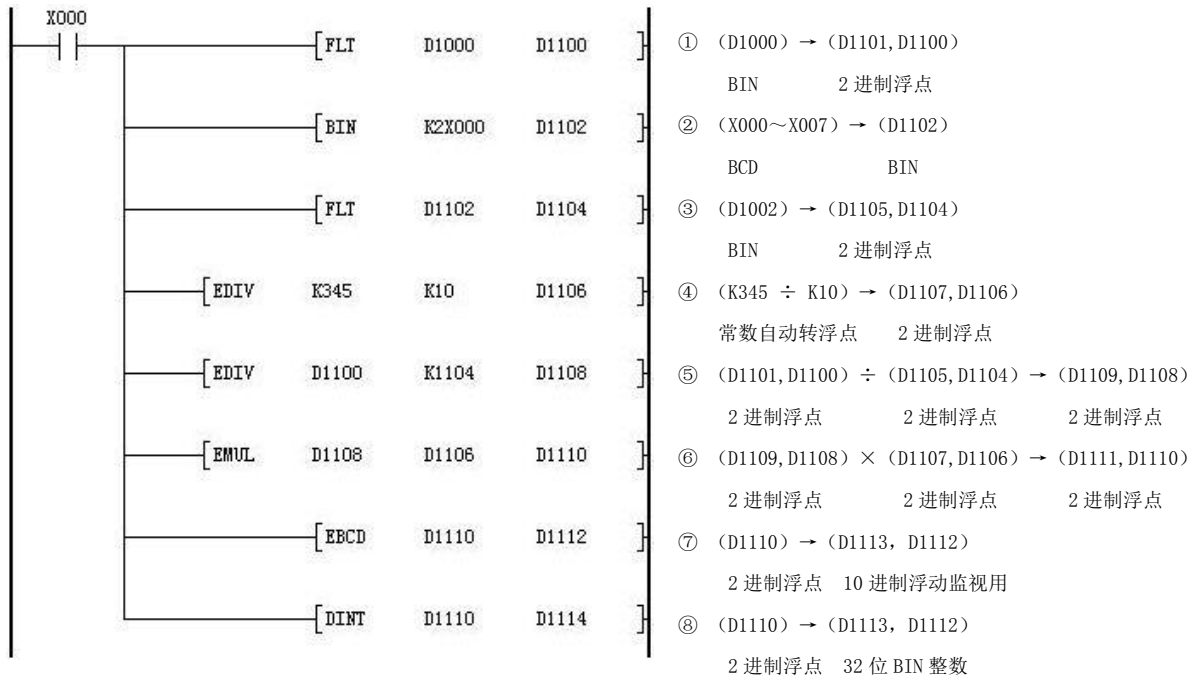 X000
[FLT D1000 D1100 ] ① （D1000）→（D1101,D1100）
BIN 2进制浮点
[BIN K2X000 D1102 ] ② （X000～X007）→（D1102）
BCD BIN
[FLT D1102 D1104 ] ③ （D1002）→（D1105,D1104）
BIN 2进制浮点
[EDIV K345 K10 D1106 ] ④ （K345 ÷ K10）→（D1107,D1106）
常数自动转浮点 2进制浮点
[EDIV D1100 K1104 D1108 ] ⑤ （D1101,D1100）÷（D1105,D1104）→（D1109,D1108）
2进制浮点 2进制浮点 2进制浮点
[EMUL D1108 D1106 D1110 ] ⑥ （D1109,D1108）×（D1107,D1106）→（D1111,D1110）
2进制浮点 2进制浮点 2进制浮点
[EBCD D1110 D1112 ] ⑦ （D1110）→（D1113，D1112）
2进制浮点 10进制浮动监视用
[DINT D1110 D1114 ] ⑧ （D1110）→（D1113，D1112）
2进制浮点 32位BIN整数